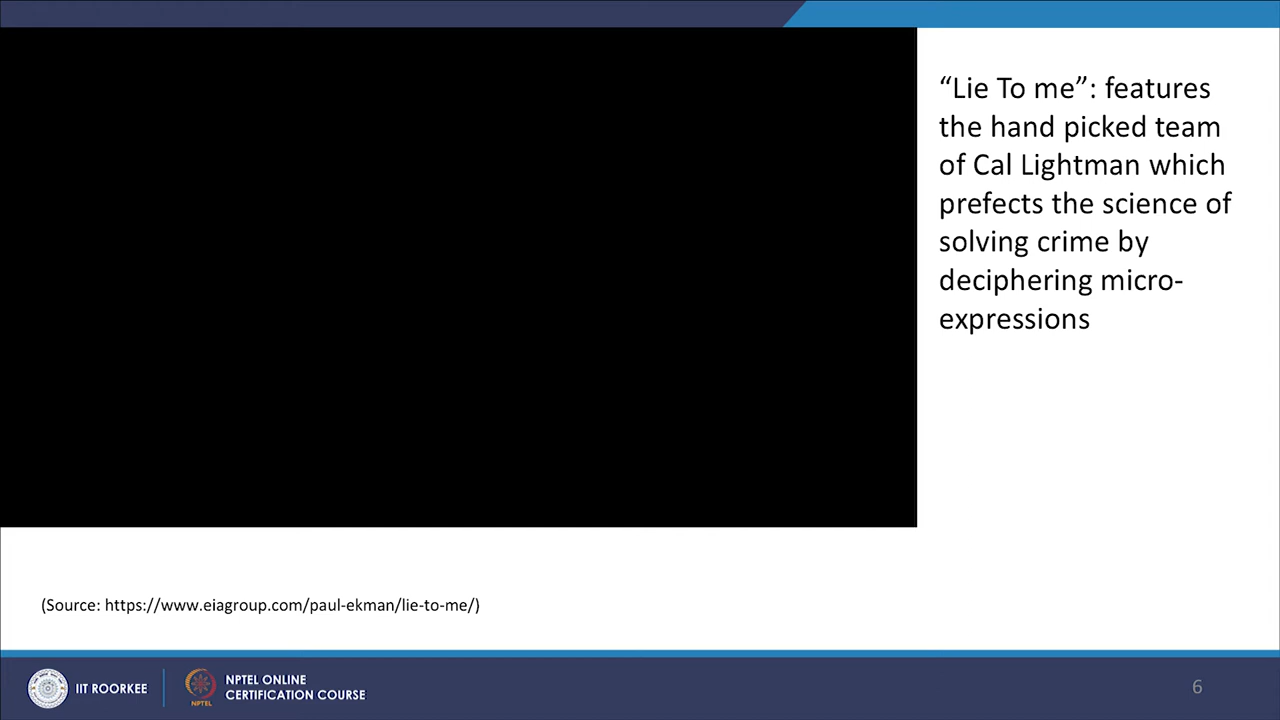 “Lie To me”: features
the hand picked team
of Cal Lightman which
prefects the science of
solving crime by
deciphering micro-
expressions
(Source: https://www.eiagroup.com/paul-ekman/lie-to-me/)
IIT ROORKEE
NPTEL
NPTEL ONLINE
CERTIFICATION COURSE
6